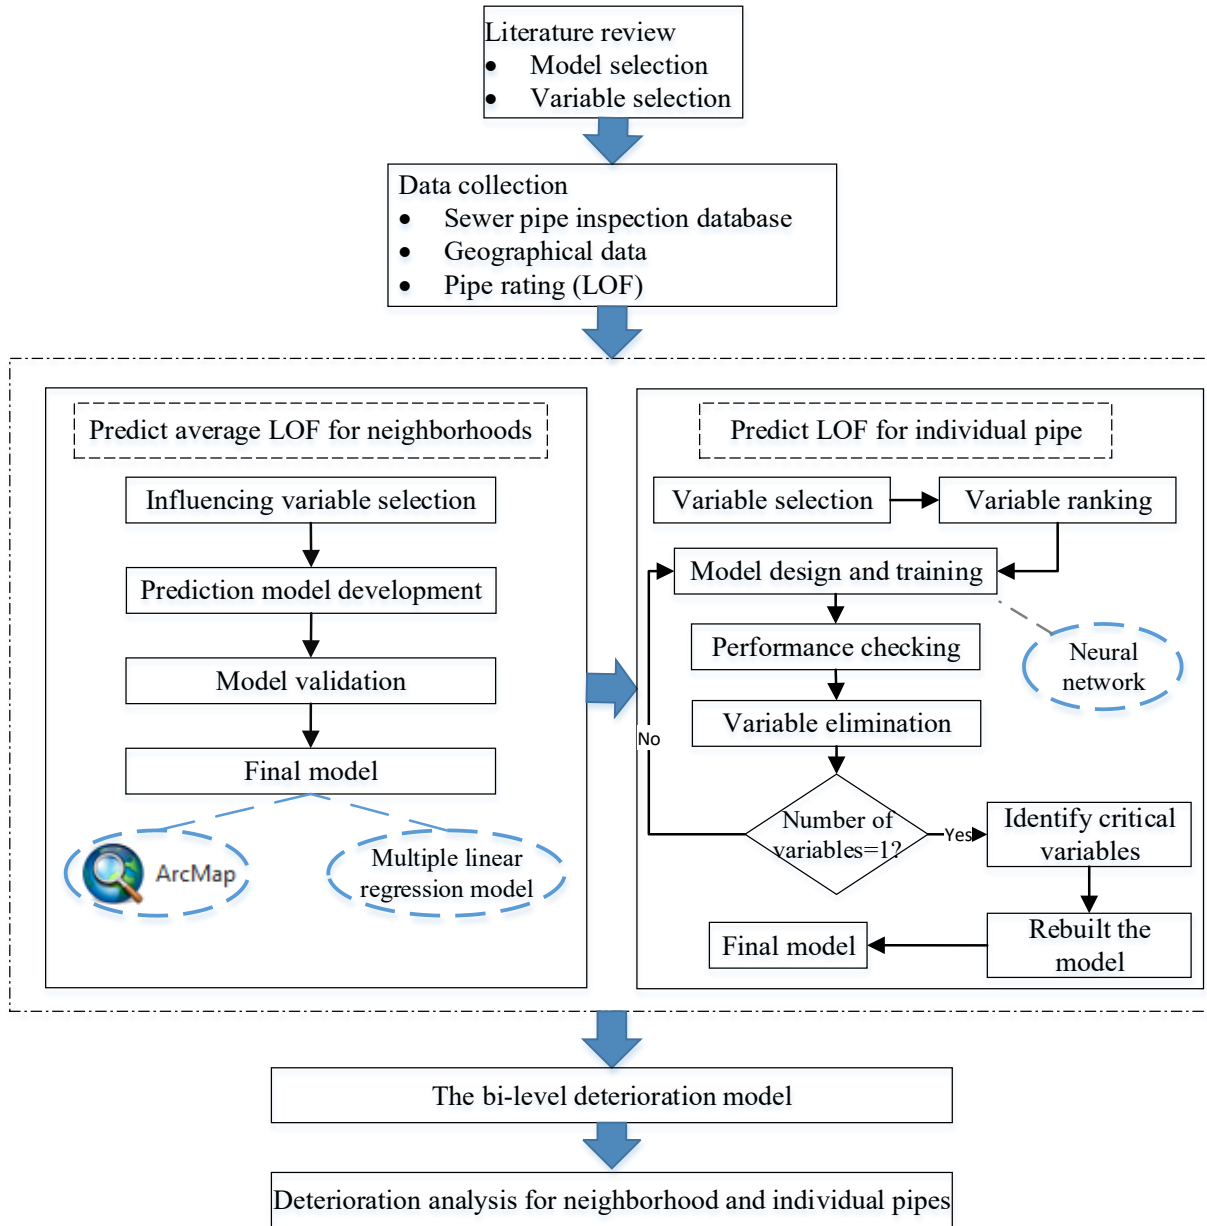 Literature review
• Model selection
• Variable selection
Data collection
• Sewer pipe inspection database
• Geographical data
• Pipe rating (LOF)
Predict average LOF for neighborhoods
Influencing variable selection
Prediction model development
Model validation
Final model
ArcMap
Multiple linear
regression model
Predict LOF for individual pipe
Variable selection
Variable ranking
Model design and training
Performance checking
Neural
network
Variable elimination
No
Number of
variables=1?
Yes
Identify critical
variables
Rebuilt the
model
Final model
The bi-level deterioration model
Deterioration analysis for neighborhood and individual pipes